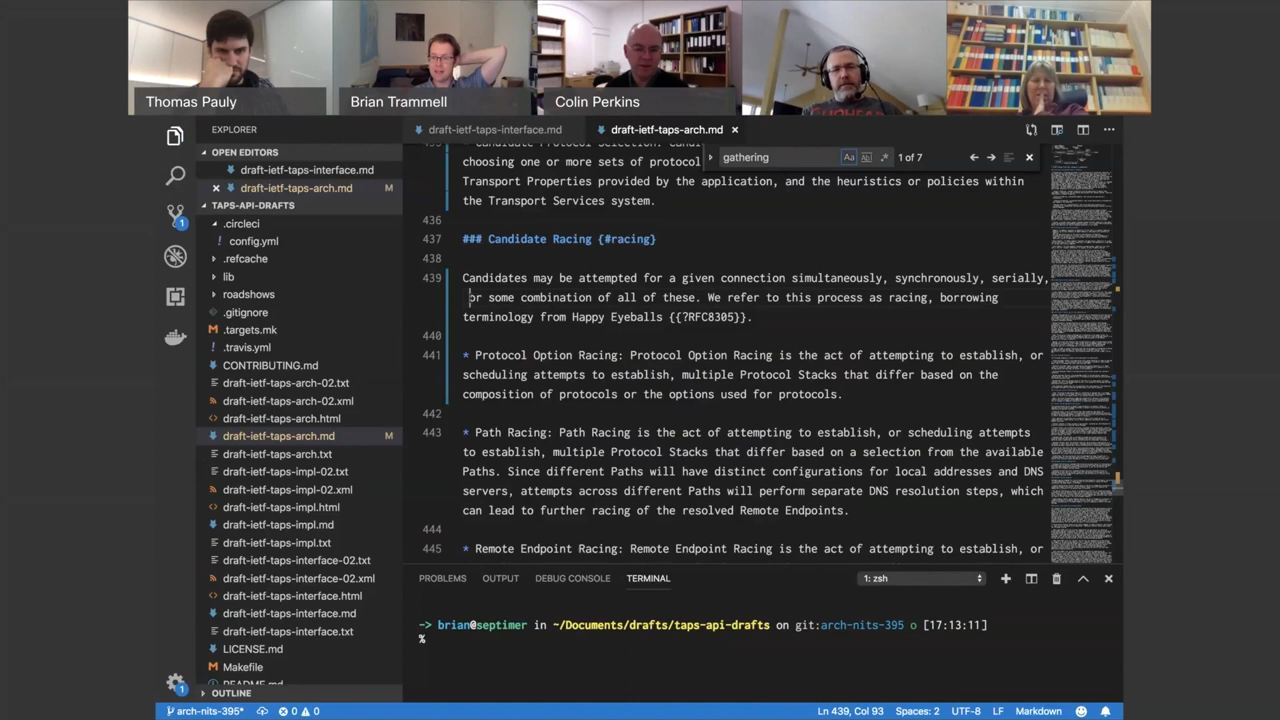 Thomas Pauly
Brian Trammell
Colin Perkins
EXPLORER
OPEN EDITORS
draft-ietf-taps-interface.md
draft-ietf-taps-arch.md M
TAPS-API-DRAFTS
.circleci
config.yml
.refcache
lib
roadshows
.gitignore
.targets.mk
.travis.yml
CONTRIBUTING.md
draft-ietf-taps-arch-02.txt
draft-ietf-taps-arch-02.xml
draft-ietf-taps-arch.html
draft-ietf-taps-arch.md M
draft-ietf-taps-arch.txt
draft-ietf-taps-impl-02.txt
draft-ietf-taps-impl-02.xml
draft-ietf-taps-impl.html
draft-ietf-taps-impl.md
draft-ietf-taps-impl.txt
draft-ietf-taps-interface-02.txt
draft-ietf-taps-interface-02.xml
draft-ietf-taps-interface.html
draft-ietf-taps-interface.md
draft-ietf-taps-interface.txt
LICENSE.md
Makefile
README.md
OUTLINE
draft-ietf-taps-interface.md
draft-ietf-taps-arch.md
gathering Aa Abl .* 1 of 7
choosing one or more sets of protocol
Transport Properties provided by the application, and the heuristics or policies within
the Transport Services system.
436
437 ### Candidate Racing {#racing}
438
439 Candidates may be attempted for a given connection simultaneously, synchronously, serially,
or some combination of all of these. We refer to this process as racing, borrowing
terminology from Happy Eyeballs {{?RFC8305}}.
440
441 * Protocol Option Racing: Protocol Option Racing is the act of attempting to establish, or
scheduling attempts to establish, multiple Protocol Stacks that differ based on the
composition of protocols or the options used for protocols.
442
443 * Path Racing: Path Racing is the act of attempting to establish, or scheduling attempts
to establish, multiple Protocol Stacks that differ based on a selection from the available
Paths. Since different Paths will have distinct configurations for local addresses and DNS
servers, attempts across different Paths will perform separate DNS resolution steps, which
can lead to further racing of the resolved Remote Endpoints.
444
445 * Remote Endpoint Racing: Remote Endpoint Racing is the act of attempting to establish, or
PROBLEMS OUTPUT DEBUG CONSOLE TERMINAL 1: zsh
-> brian@septimer in ~/Documents/drafts/taps-api-drafts on git:arch-nits-395 o [17:13:11]
%
arch-nits-395* 0 0 Ln 439, Col 93 Spaces: 2 UTF-8 LF Markdown